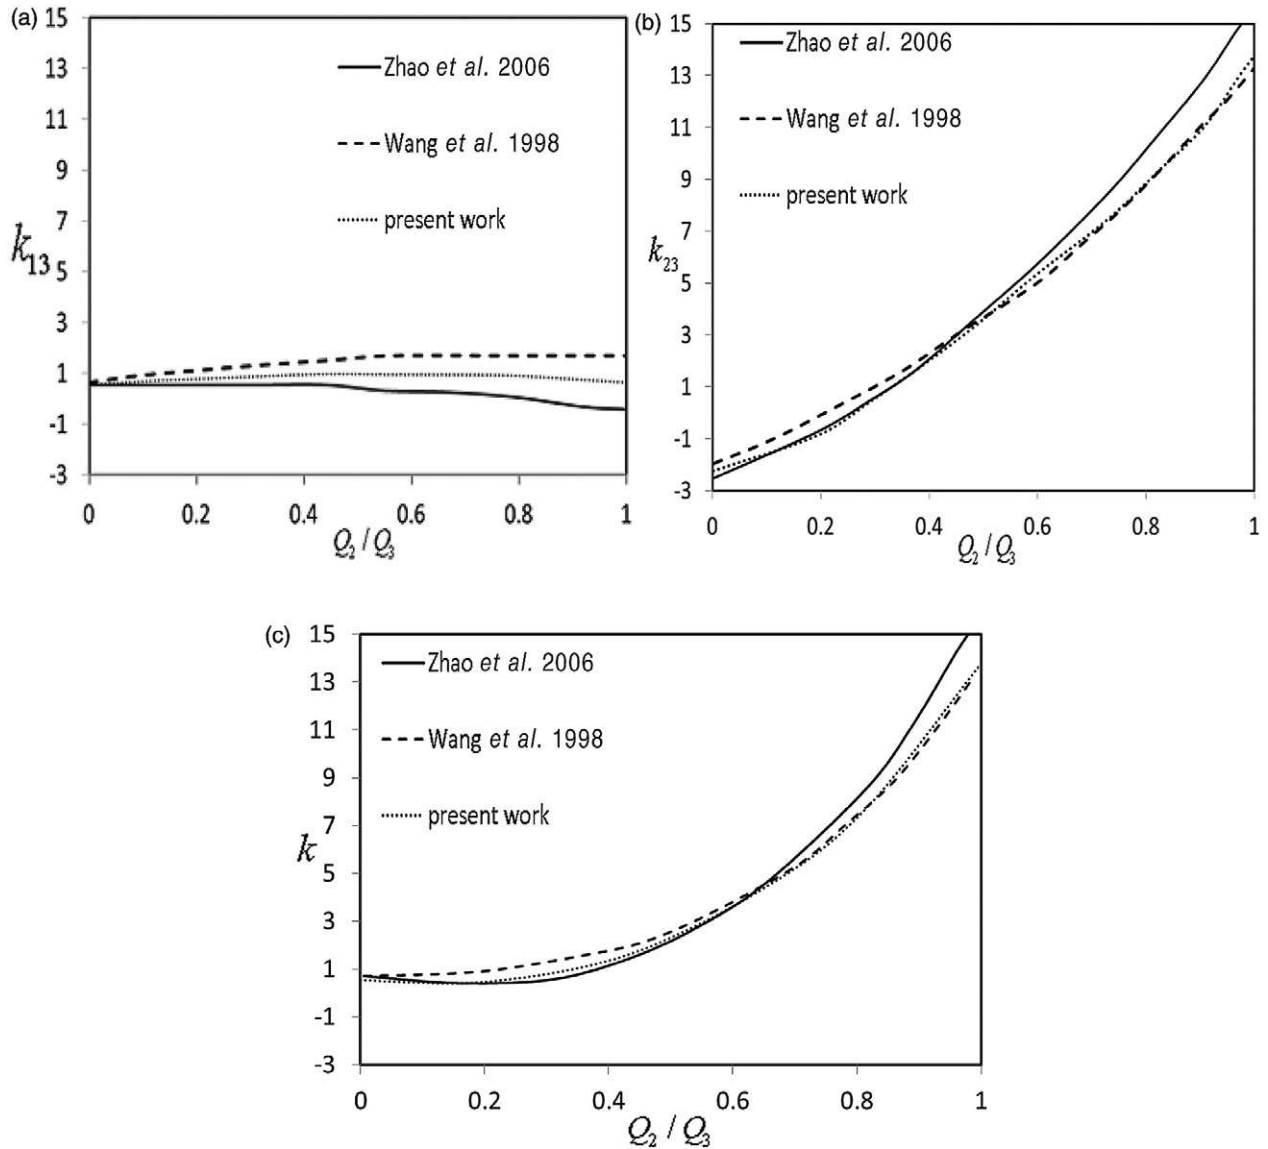 (a)
15
13
11
9
7
5
3
1
-1
-3
k13
Zhao et al. 2006
Wang et al. 1998
present work
0 0.2 0.4 0.6 0.8 1
Q2 / Q3
(b)
15
13
11
9
7
5
3
1
-1
-3
k23
Zhao et al. 2006
Wang et al. 1998
present work
0 0.2 0.4 0.6 0.8 1
Q2 / Q3
(c)
15
13
11
9
7
5
3
1
-1
-3
k
Zhao et al. 2006
Wang et al. 1998
present work
0 0.2 0.4 0.6 0.8 1
Q2 / Q3